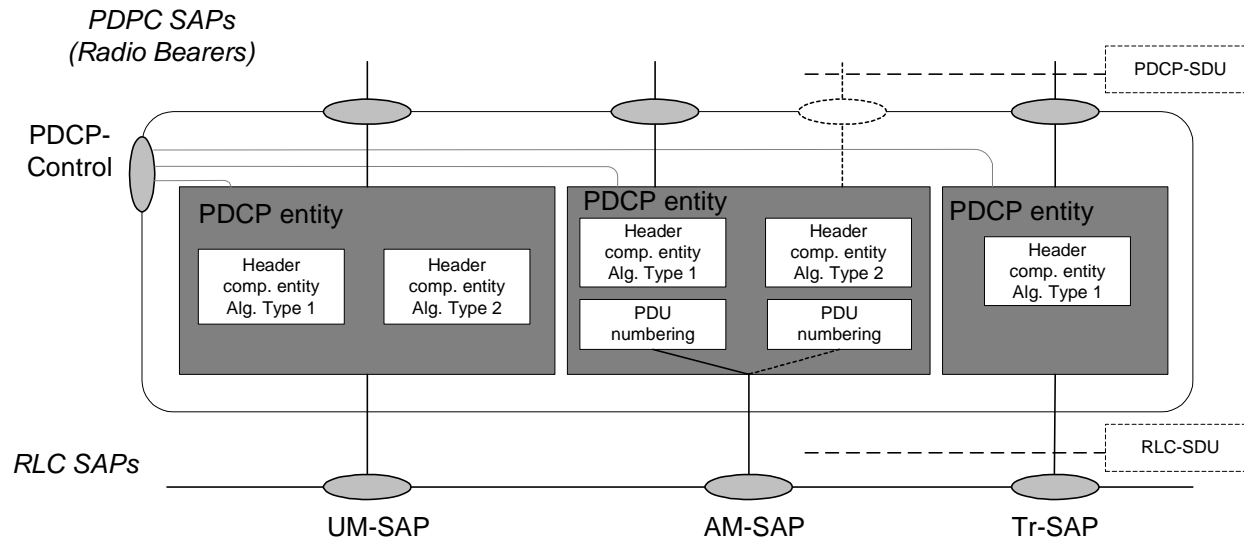 PDPC SAPs
(Radio Bearers)
PDCP-SDU
PDCP-
Control
PDCP entity
Header
comp. entity
Alg. Type 1
Header
comp. entity
Alg. Type 2
PDCP entity
Header
comp. entity
Alg. Type 1
Header
comp. entity
Alg. Type 2
PDU
numbering
PDU
numbering
PDCP entity
Header
comp. entity
Alg. Type 1
RLC-SDU
RLC SAPs
UM-SAP
AM-SAP
Tr-SAP